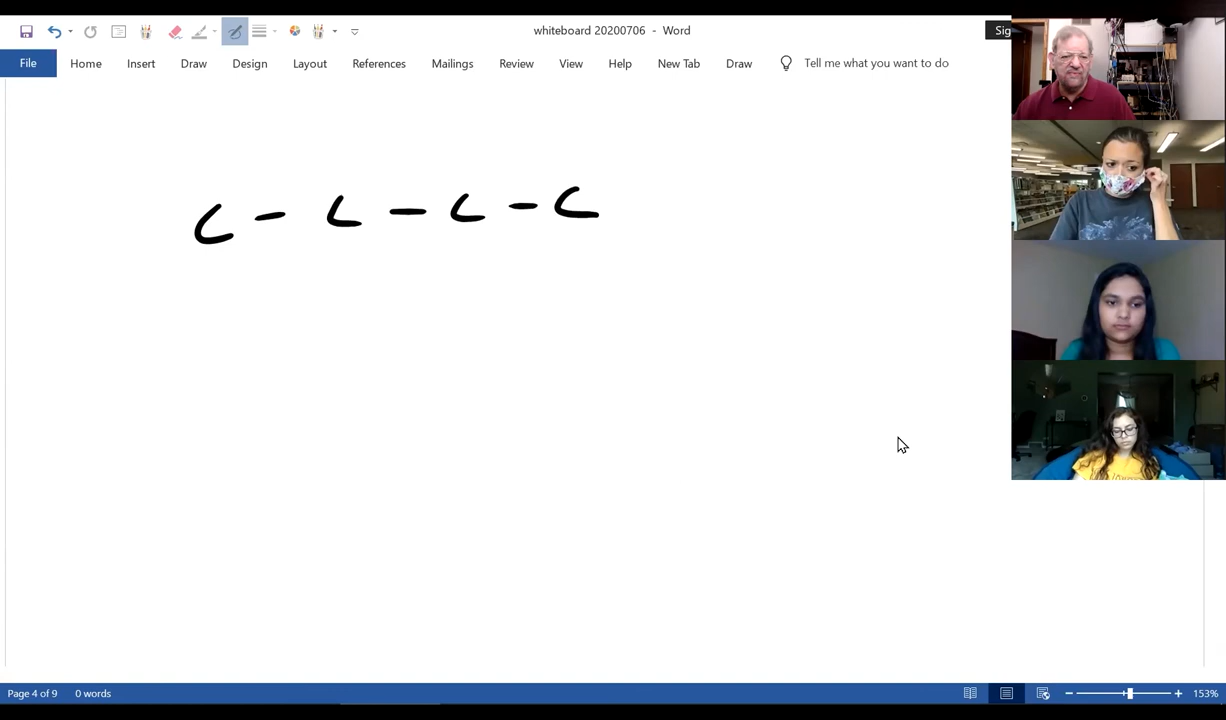 whiteboard 20200706 - Word
Sig
File Home Insert Draw Design Layout References Mailings Review View Help New Tab Draw Tell me what you want to do
C - C - C - C
Page 4 of 9 0 words
153%